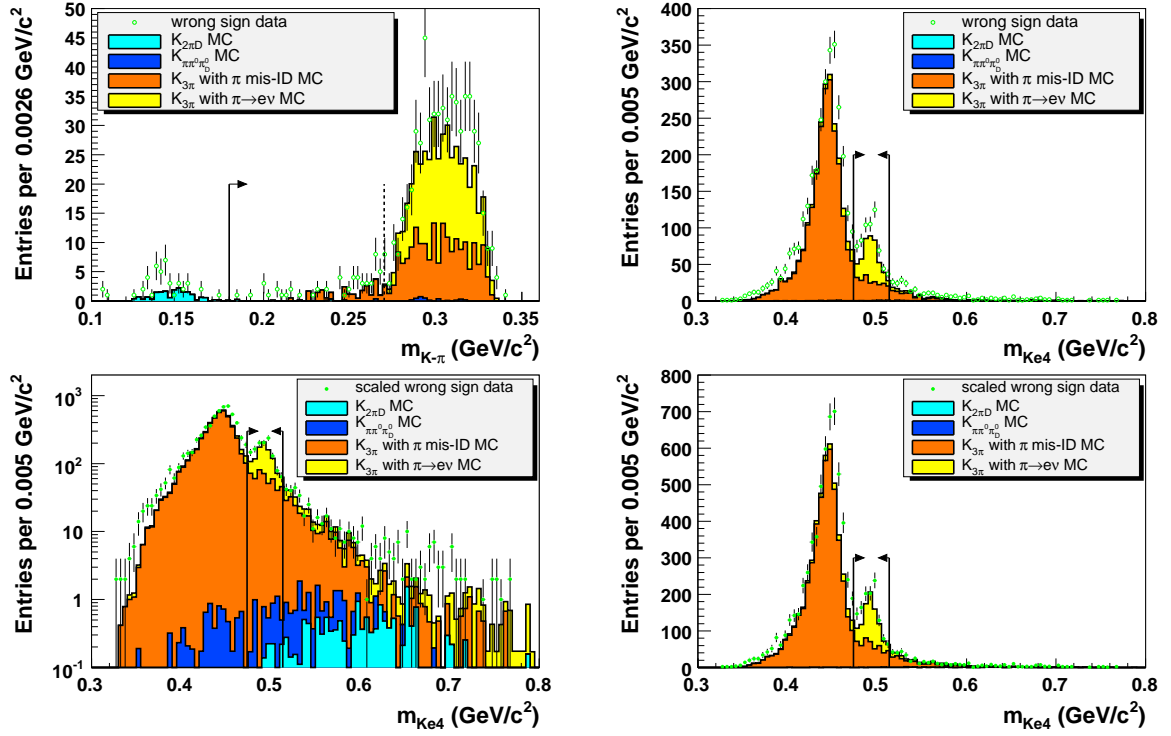 Entries per 0.0026 GeV/c²
50
45
40
35
30
25
20
15
10
5
0
wrong sign data
K₂πD MC
Kππ⁰π⁰D MC
K₃π with π mis-ID MC
K₃π with π→eν MC
0.1 0.15 0.2 0.25 0.3 0.35
mK-π (GeV/c²)
Entries per 0.005 GeV/c²
400
350
300
250
200
150
100
50
0
wrong sign data
K₂πD MC
Kππ⁰π⁰D MC
K₃π with π mis-ID MC
K₃π with π→eν MC
0.3 0.4 0.5 0.6 0.7 0.8
mKe4 (GeV/c²)
Entries per 0.005 GeV/c²
10³
10²
10
1
10⁻¹
scaled wrong sign data
K₂πD MC
Kππ⁰π⁰D MC
K₃π with π mis-ID MC
K₃π with π→eν MC
0.3 0.4 0.5 0.6 0.7 0.8
mKe4 (GeV/c²)
Entries per 0.005 GeV/c²
800
700
600
500
400
300
200
100
0
scaled wrong sign data
K₂πD MC
Kππ⁰π⁰D MC
K₃π with π mis-ID MC
K₃π with π→eν MC
0.3 0.4 0.5 0.6 0.7 0.8
mKe4 (GeV/c²)